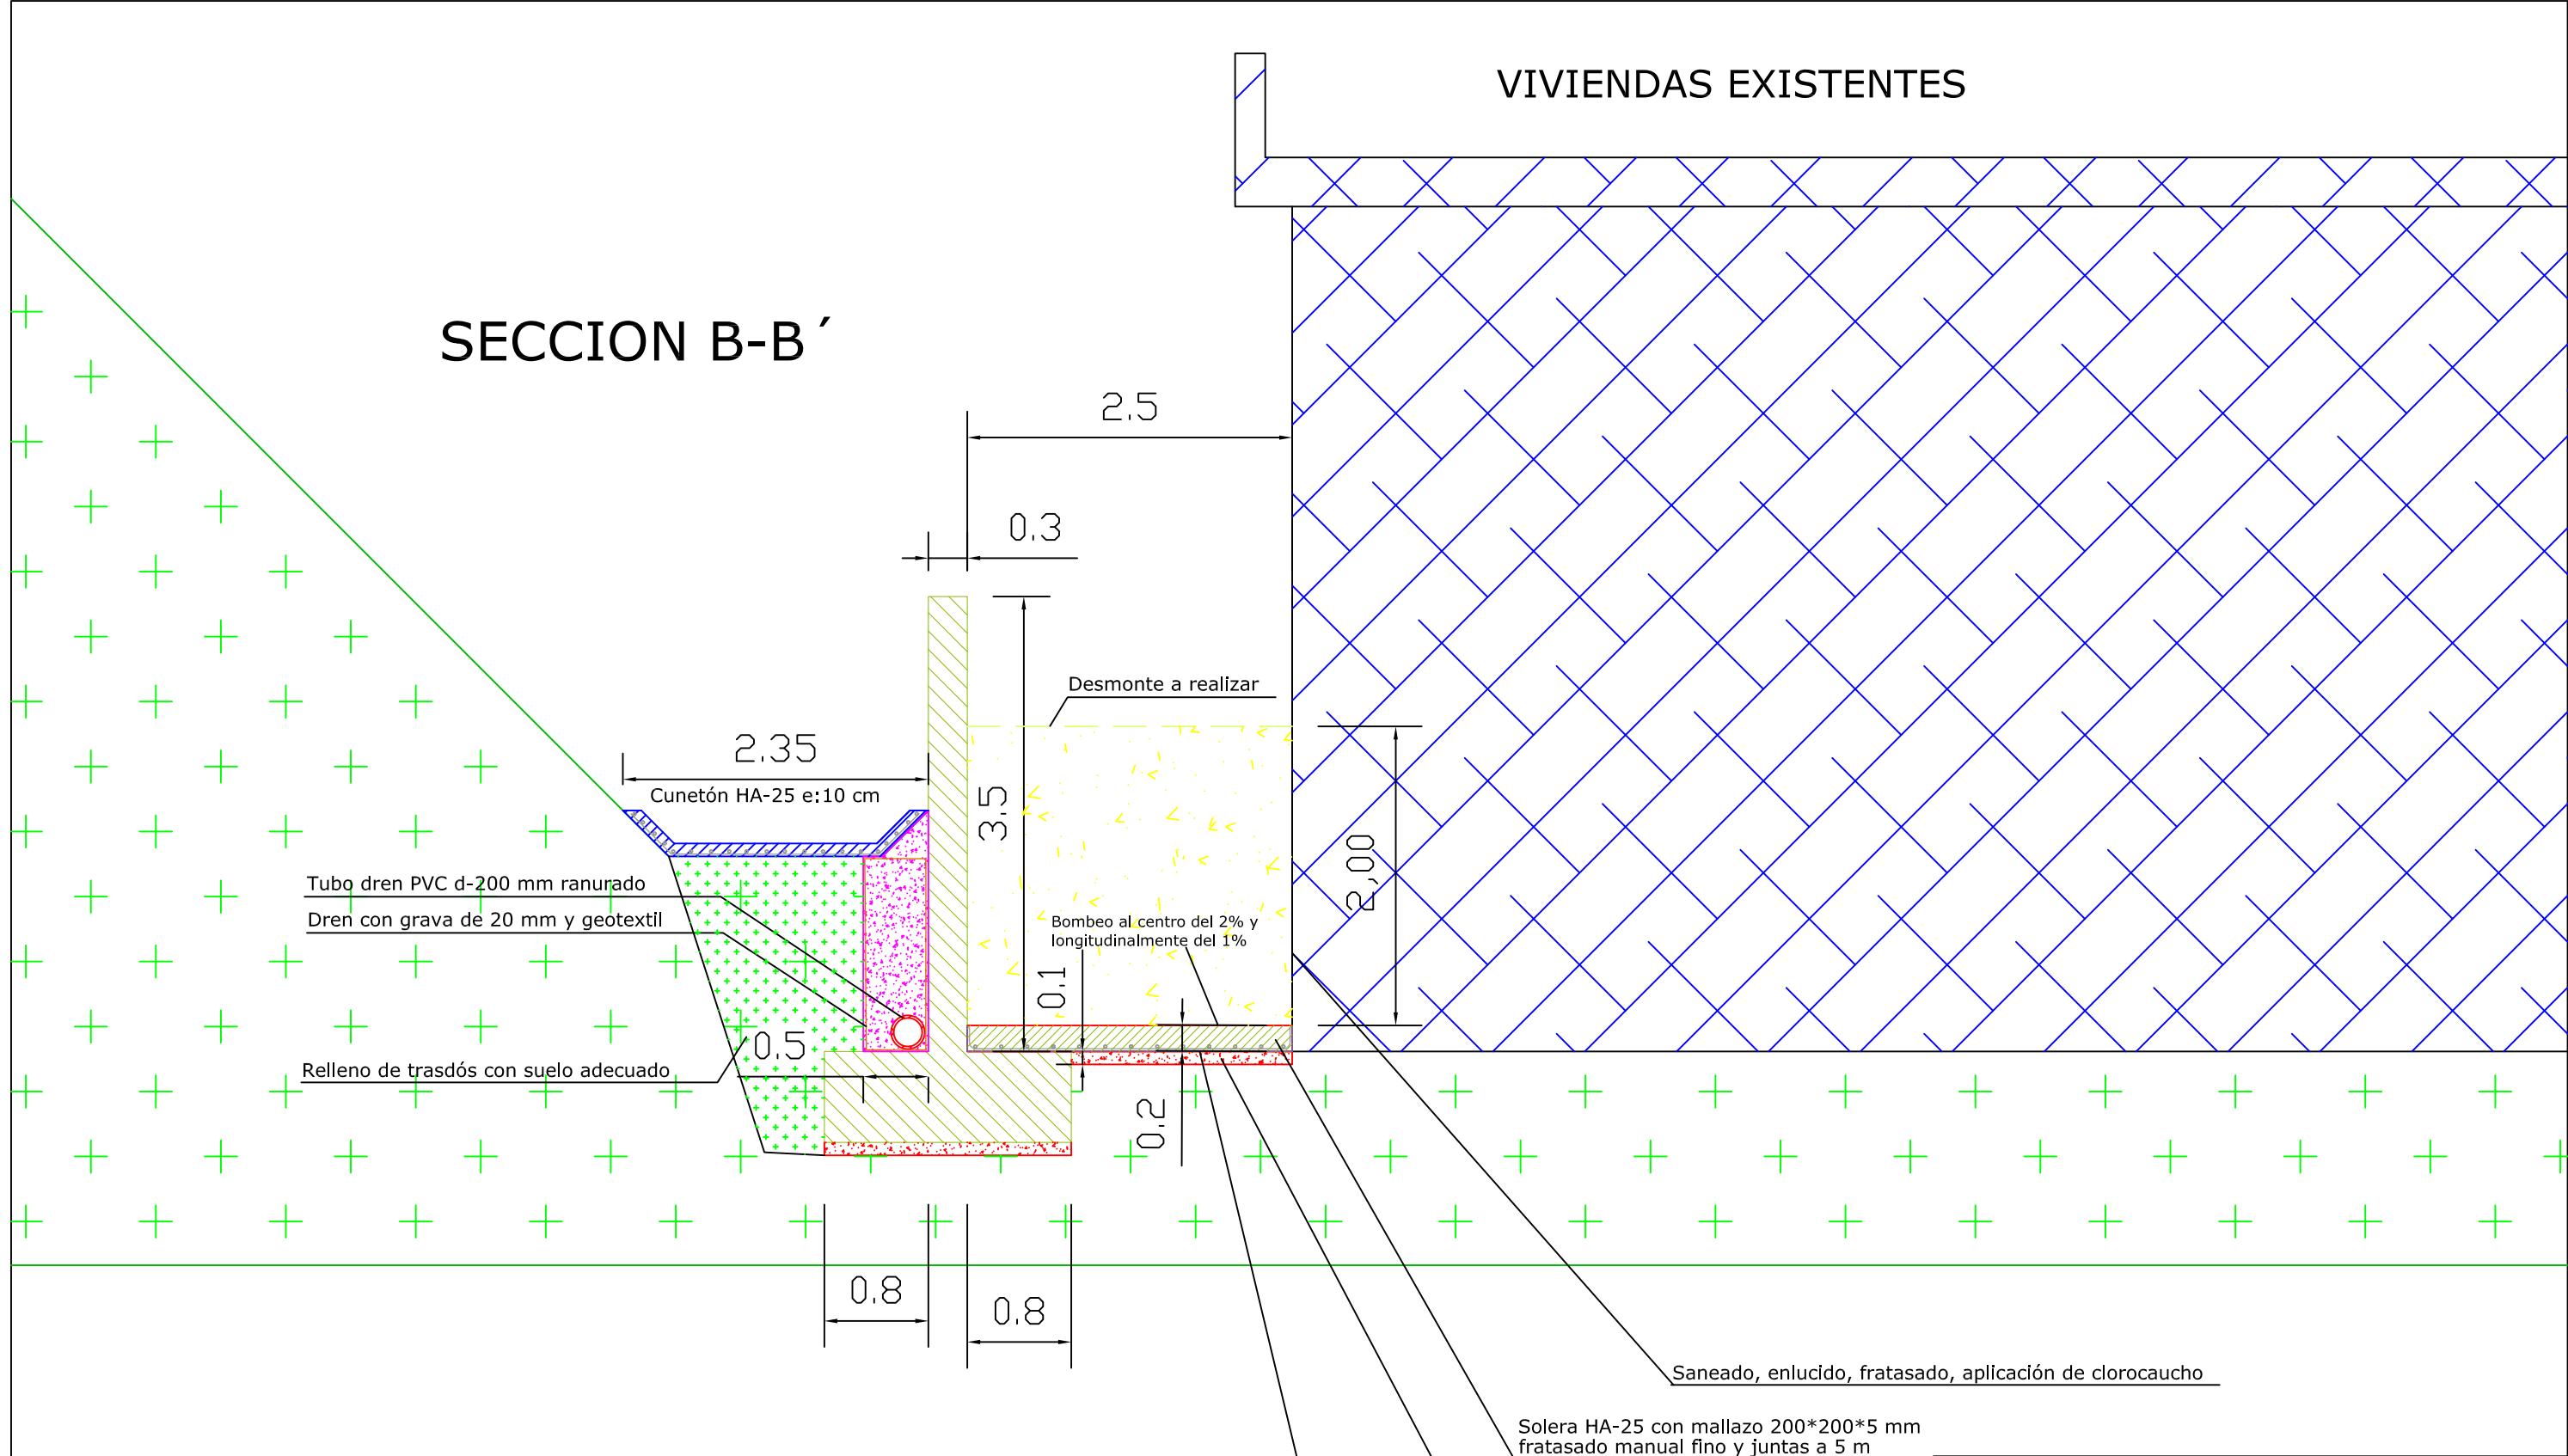 VIVIENDAS EXISTENTES
SECCION B-B´
2.5
0.3
Desmonte a realizar
2.35
Cunetón HA-25 e:10 cm
3.5
2,00
Tubo dren PVC d-200 mm ranurado
Dren con grava de 20 mm y geotextil
Bombeo al centro del 2% y
longitudinalmente del 1%
0.1
0.5
Relleno de trasdós con suelo adecuado
0.2
0.8
0.8
Saneado, enlucido, fratasado, aplicación de clorocaucho
Solera HA-25 con mallazo 200*200*5 mm
fratasado manual fino y juntas a 5 m